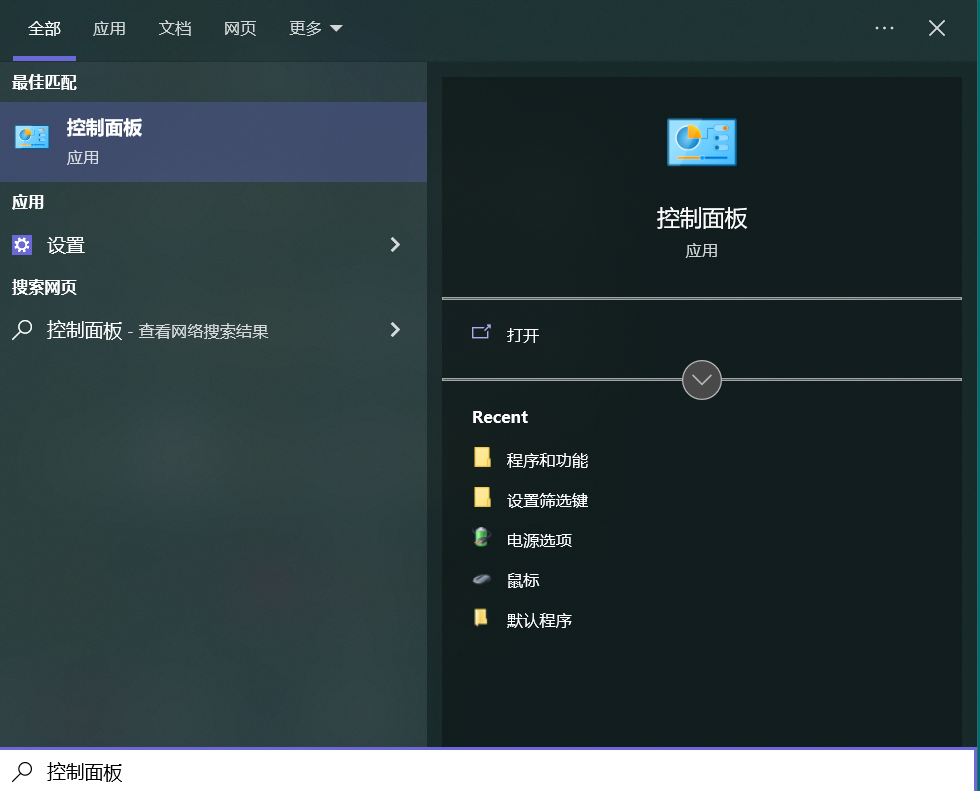 全部 应用 文档 网页 更多
最佳匹配
控制面板
应用
应用
设置
搜索网页
控制面板 - 查看网络搜索结果
控制面板
应用
打开
Recent
程序和功能
设置筛选键
电源选项
鼠标
默认程序
控制面板